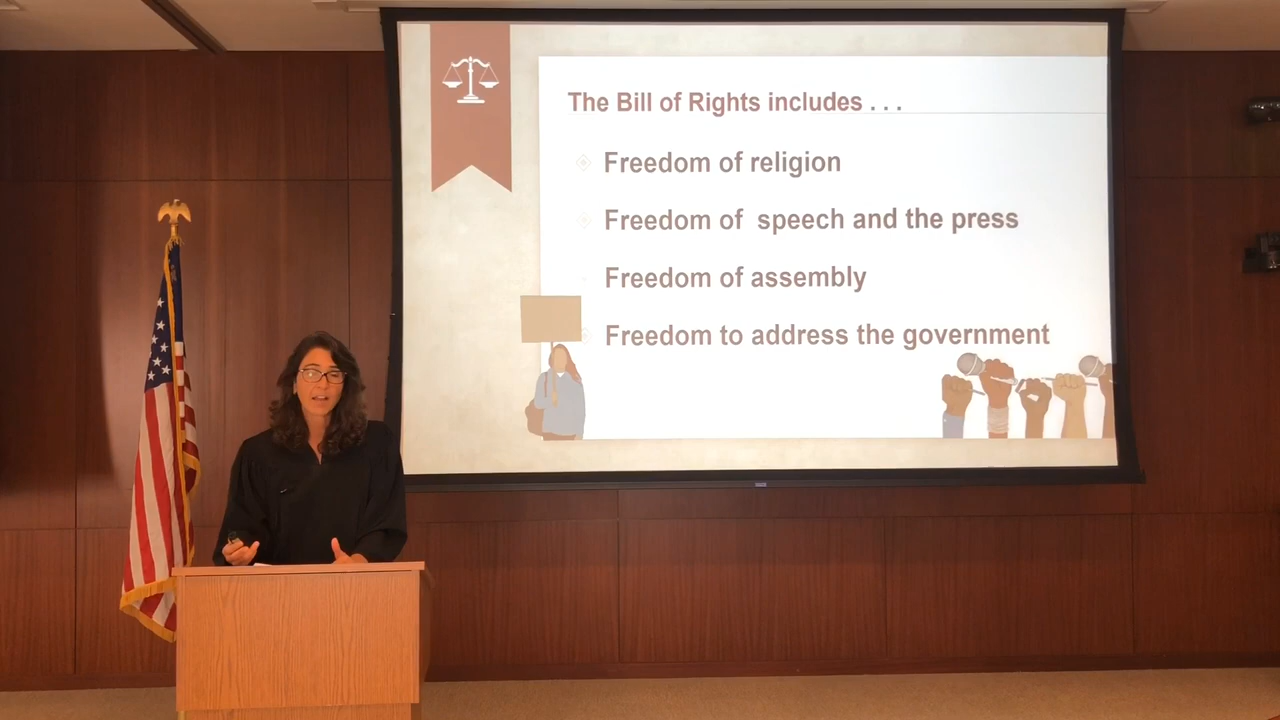 The Bill of Rights includes . . .
Freedom of religion
Freedom of  speech and the press
Freedom of assembly
Freedom to address the government